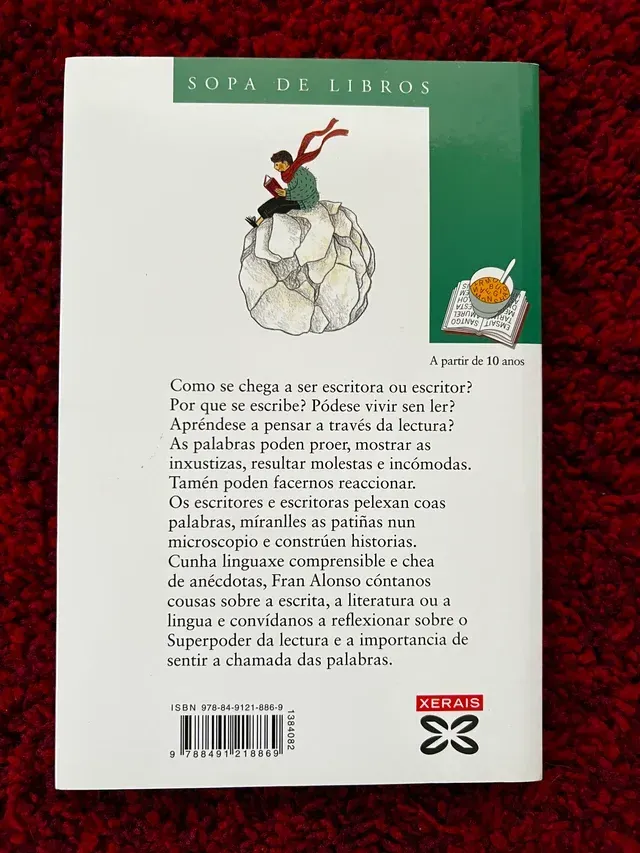 SOPA DE LIBROS
A partir de 10 anos
Como se chega a ser escritora ou escritor?
Por que se escribe? Pódese vivir sen ler?
Apréndese a pensar a través da lectura?
As palabras poden proer, mostrar as
inxustizas, resultar molestas e incómodas.
Tamén poden facernos reaccionar.
Os escritores e escritoras pelexan coas
palabras, míranlles as patiñas nun
microscopio e constrúen historias.
Cunha linguaxe comprensible e chea
de anécdotas, Fran Alonso cóntanos
cousas sobre a escrita, a literatura ou a
lingua e convídanos a reflexionar sobre o
Superpoder da lectura e a importancia de
sentir a chamada das palabras.
ISBN 978-84-9121-886-9
1384082
9 788491 218869
XERAIS